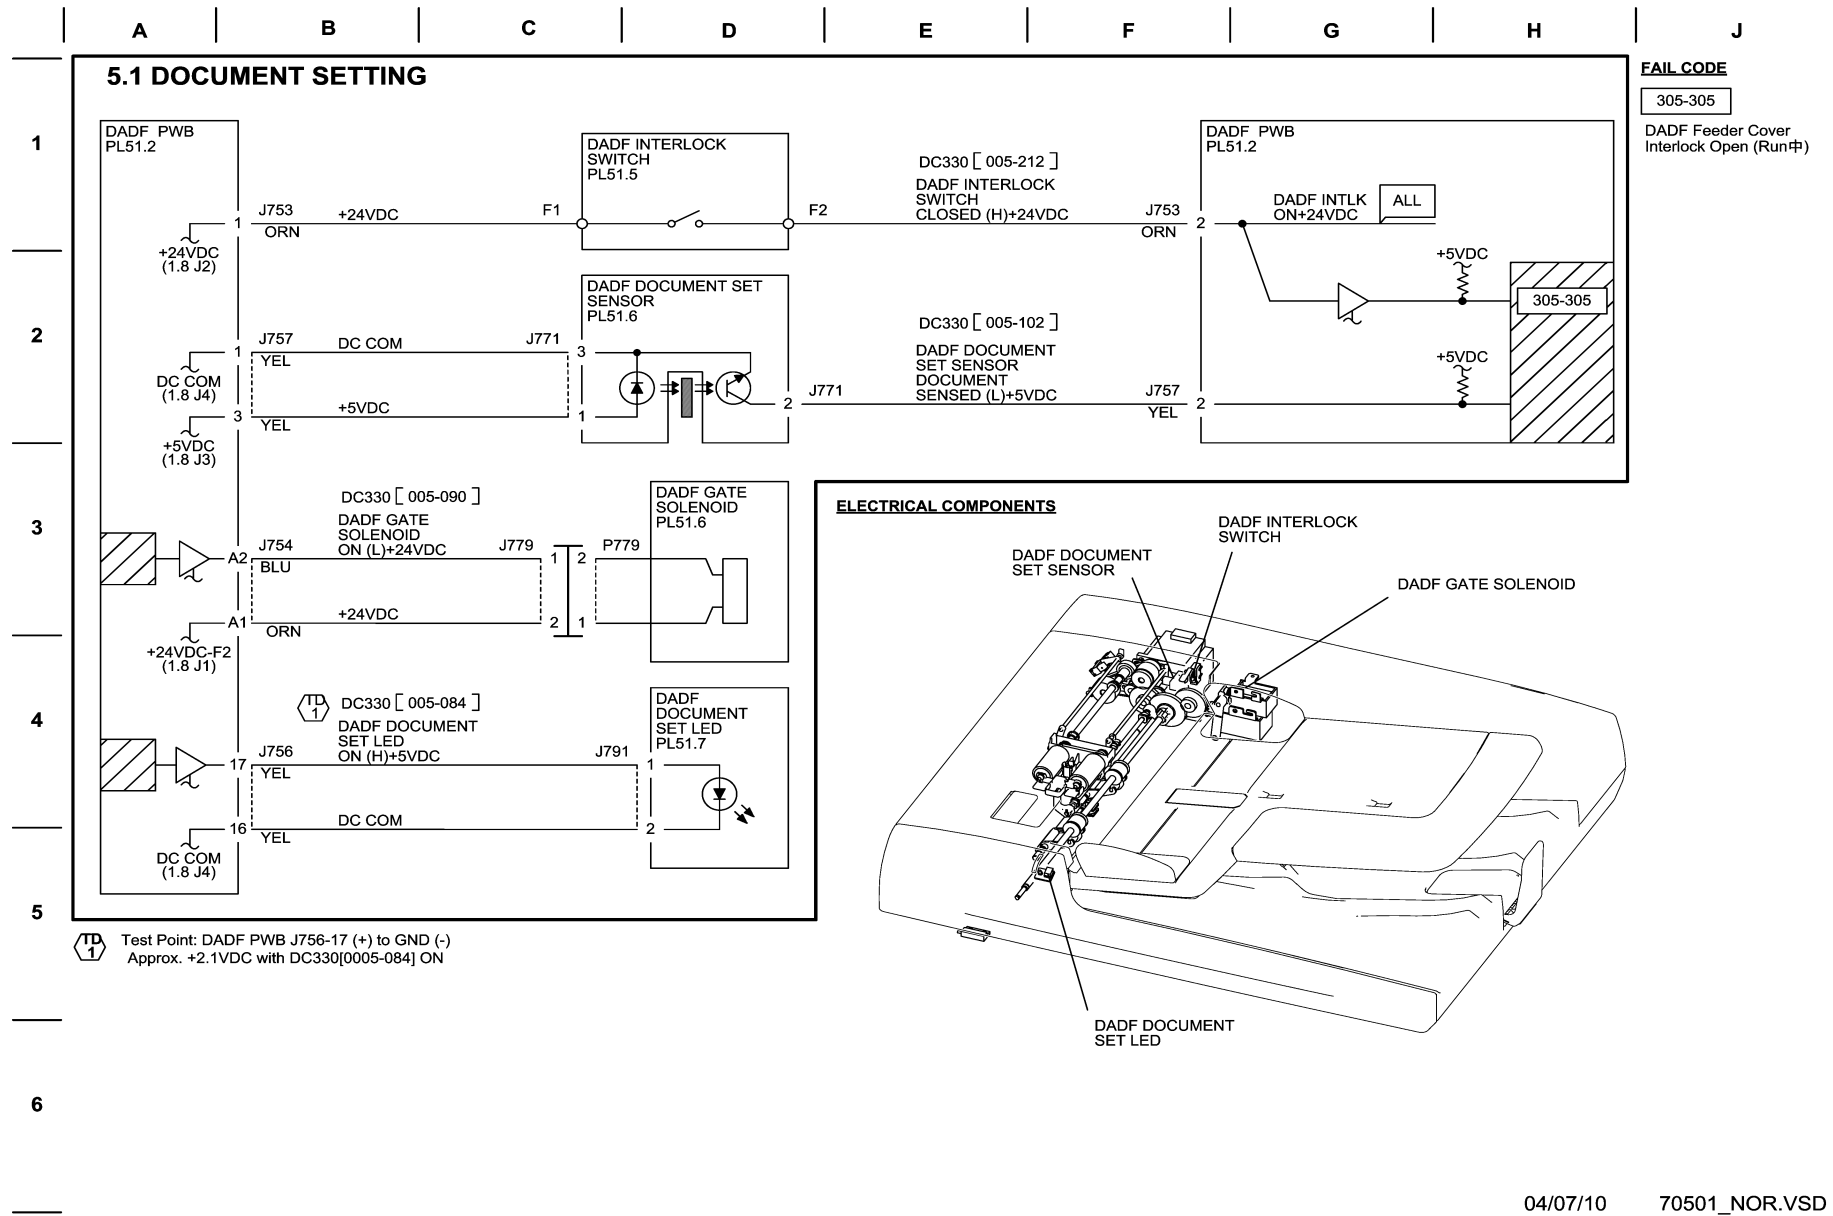 A B C D E F G H J
5.1 DOCUMENT SETTING
FAIL CODE
305-305
DADF Feeder Cover
Interlock Open (Run中)
1
2
3
4
5
6
DADF PWB
PL51.2
1
J753
ORN
+24VDC
+24VDC
(1.8 J2)
F1
DADF INTERLOCK
SWITCH
PL51.5
F2
DC330 [ 005-212 ]
DADF INTERLOCK
SWITCH
CLOSED (H)+24VDC
J753
ORN
2
DADF PWB
PL51.2
DADF INTLK
ON+24VDC
ALL
+5VDC
305-305
+5VDC
1
J757
YEL
DC COM
DC COM
(1.8 J4)
3
YEL
+5VDC
+5VDC
(1.8 J3)
J771
3
1
DADF DOCUMENT SET
SENSOR
PL51.6
2
J771
DC330 [ 005-102 ]
DADF DOCUMENT
SET SENSOR
DOCUMENT
SENSED (L)+5VDC
J757
YEL
2
DC330 [ 005-090 ]
DADF GATE
SOLENOID
ON (L)+24VDC
A2
J754
BLU
J779
1
2
P779
DADF GATE
SOLENOID
PL51.6
A1
ORN
+24VDC
2
1
+24VDC-F2
(1.8 J1)
TD
1
DC330 [ 005-084 ]
DADF DOCUMENT
SET LED
ON (H)+5VDC
17
J756
YEL
J791
1
DADF
DOCUMENT
SET LED
PL51.7
16
YEL
DC COM
2
DC COM
(1.8 J4)
TD
1
Test Point: DADF PWB J756-17 (+) to GND (-)
Approx. +2.1VDC with DC330[0005-084] ON
ELECTRICAL COMPONENTS
DADF INTERLOCK
SWITCH
DADF DOCUMENT
SET SENSOR
DADF GATE SOLENOID
DADF DOCUMENT
SET LED
04/07/10 70501_NOR.VSD